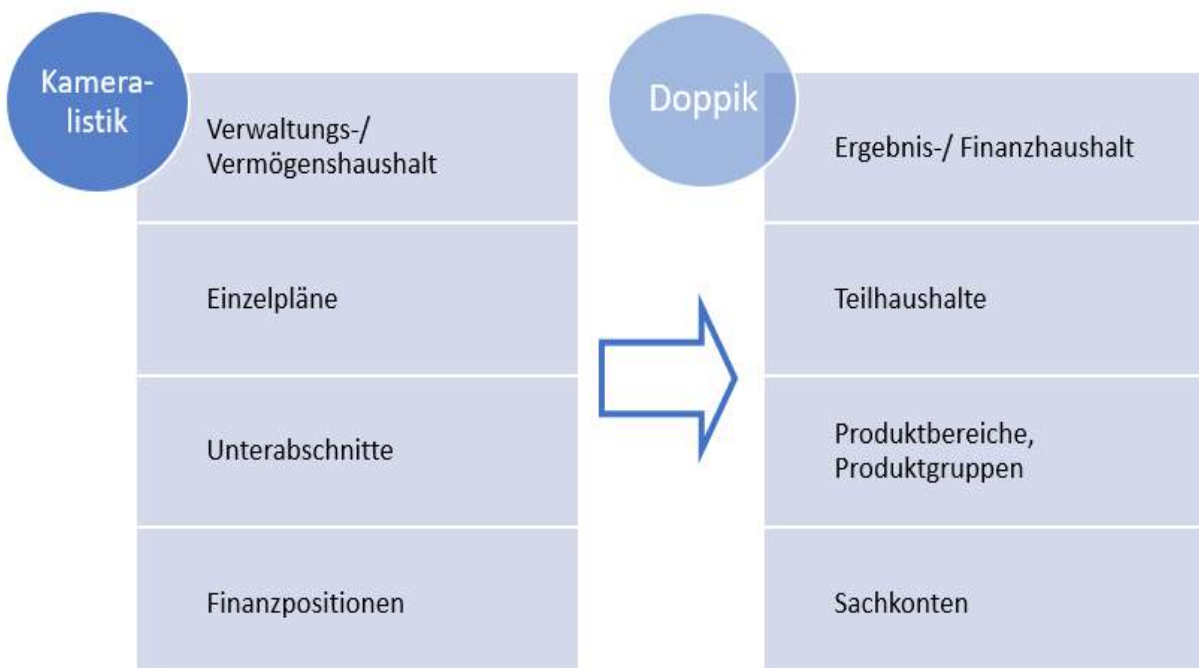 Kamera-
listik
Verwaltungs-/
Vermögenshaushalt
Einzelpläne
Unterabschnitte
Finanzpositionen
Doppik
Ergebnis-/ Finanzhaushalt
Teilhaushalte
Produktbereiche,
Produktgruppen
Sachkonten